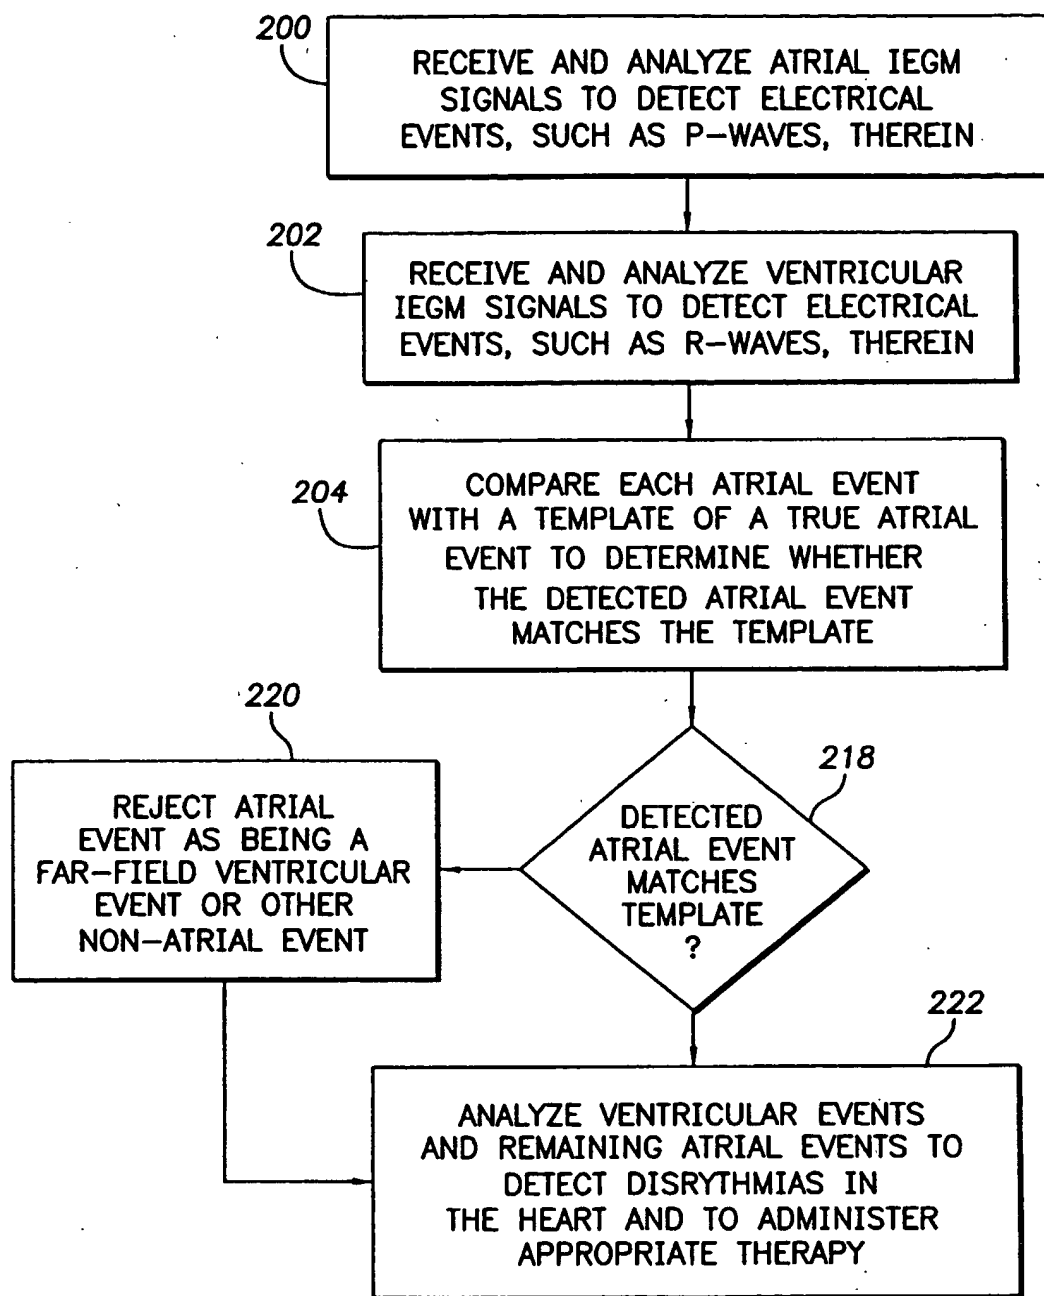 200
RECEIVE AND ANALYZE ATRIAL IEGM
SIGNALS TO DETECT ELECTRICAL
EVENTS, SUCH AS P-WAVES, THEREIN
202
RECEIVE AND ANALYZE VENTRICULAR
IEGM SIGNALS TO DETECT ELECTRICAL
EVENTS, SUCH AS R-WAVES, THEREIN
204
COMPARE EACH ATRIAL EVENT
WITH A TEMPLATE OF A TRUE ATRIAL
EVENT TO DETERMINE WHETHER
THE DETECTED ATRIAL EVENT
MATCHES THE TEMPLATE
218
DETECTED
ATRIAL EVENT
MATCHES
TEMPLATE
?
220
REJECT ATRIAL
EVENT AS BEING A
FAR-FIELD VENTRICULAR
EVENT OR OTHER
NON-ATRIAL EVENT
222
ANALYZE VENTRICULAR EVENTS
AND REMAINING ATRIAL EVENTS TO
DETECT DISRYTHMIAS IN
THE HEART AND TO ADMINISTER
APPROPRIATE THERAPY